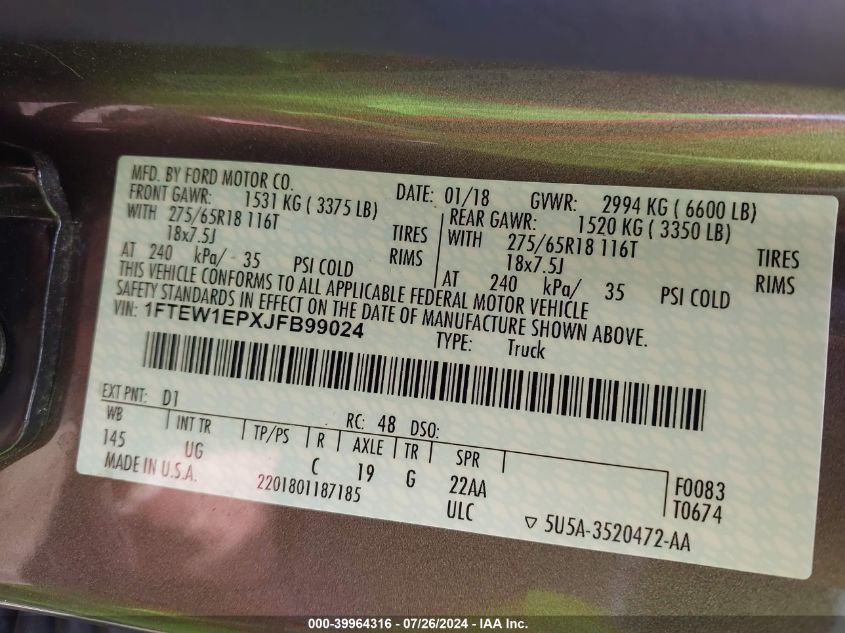 MFD. BY FORD MOTOR CO. DATE: 01/18 GVWR: 2994 KG ( 6600 LB)
FRONT GAWR: 1531 KG ( 3375 LB) REAR GAWR: 1520 KG ( 3350 LB)
WITH 275/65R18 116T TIRES WITH 275/65R18 116T TIRES
18x7.5J RIMS 18x7.5J RIMS
AT 240 kPa/ 35 PSI COLD AT 240 kPa/ 35 PSI COLD
THIS VEHICLE CONFORMS TO ALL APPLICABLE FEDERAL MOTOR VEHICLE
SAFETY STANDARDS IN EFFECT ON THE DATE OF MANUFACTURE SHOWN ABOVE.
VIN: 1FTEW1EPXJFB99024 TYPE: Truck
EXT PNT: D1 RC: 48 DSO:
WB INT TR TP/PS R AXLE TR SPR
145 UG C 19 G 22AA F0083
MADE IN U.S.A. 2201801187185 ULC T0674
▽ 5U5A-3520472-AA
000-39964316 - 07/26/2024 - IAA Inc.